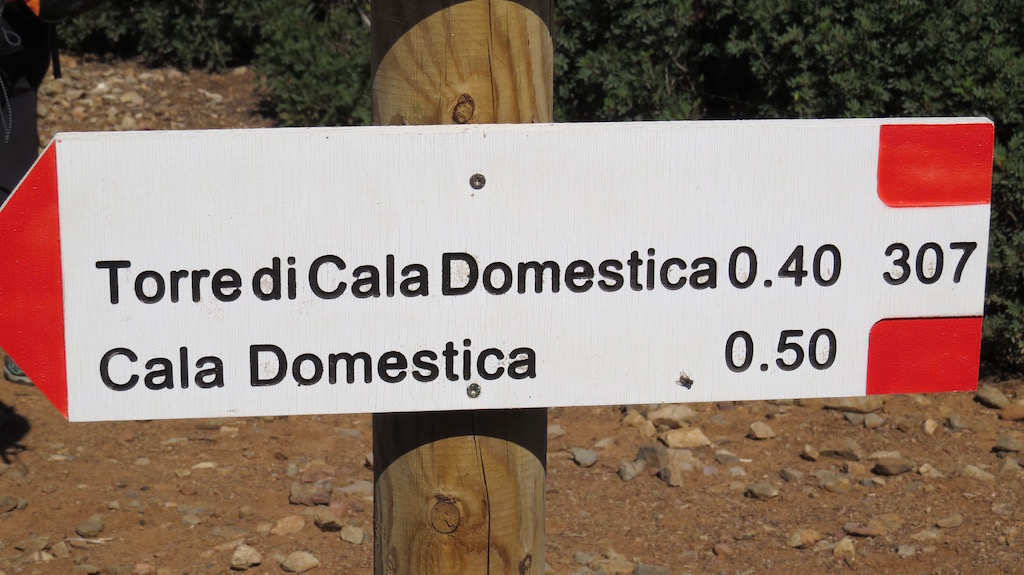 Torre di Cala Domestica 0.40 307
Cala Domestica 0.50